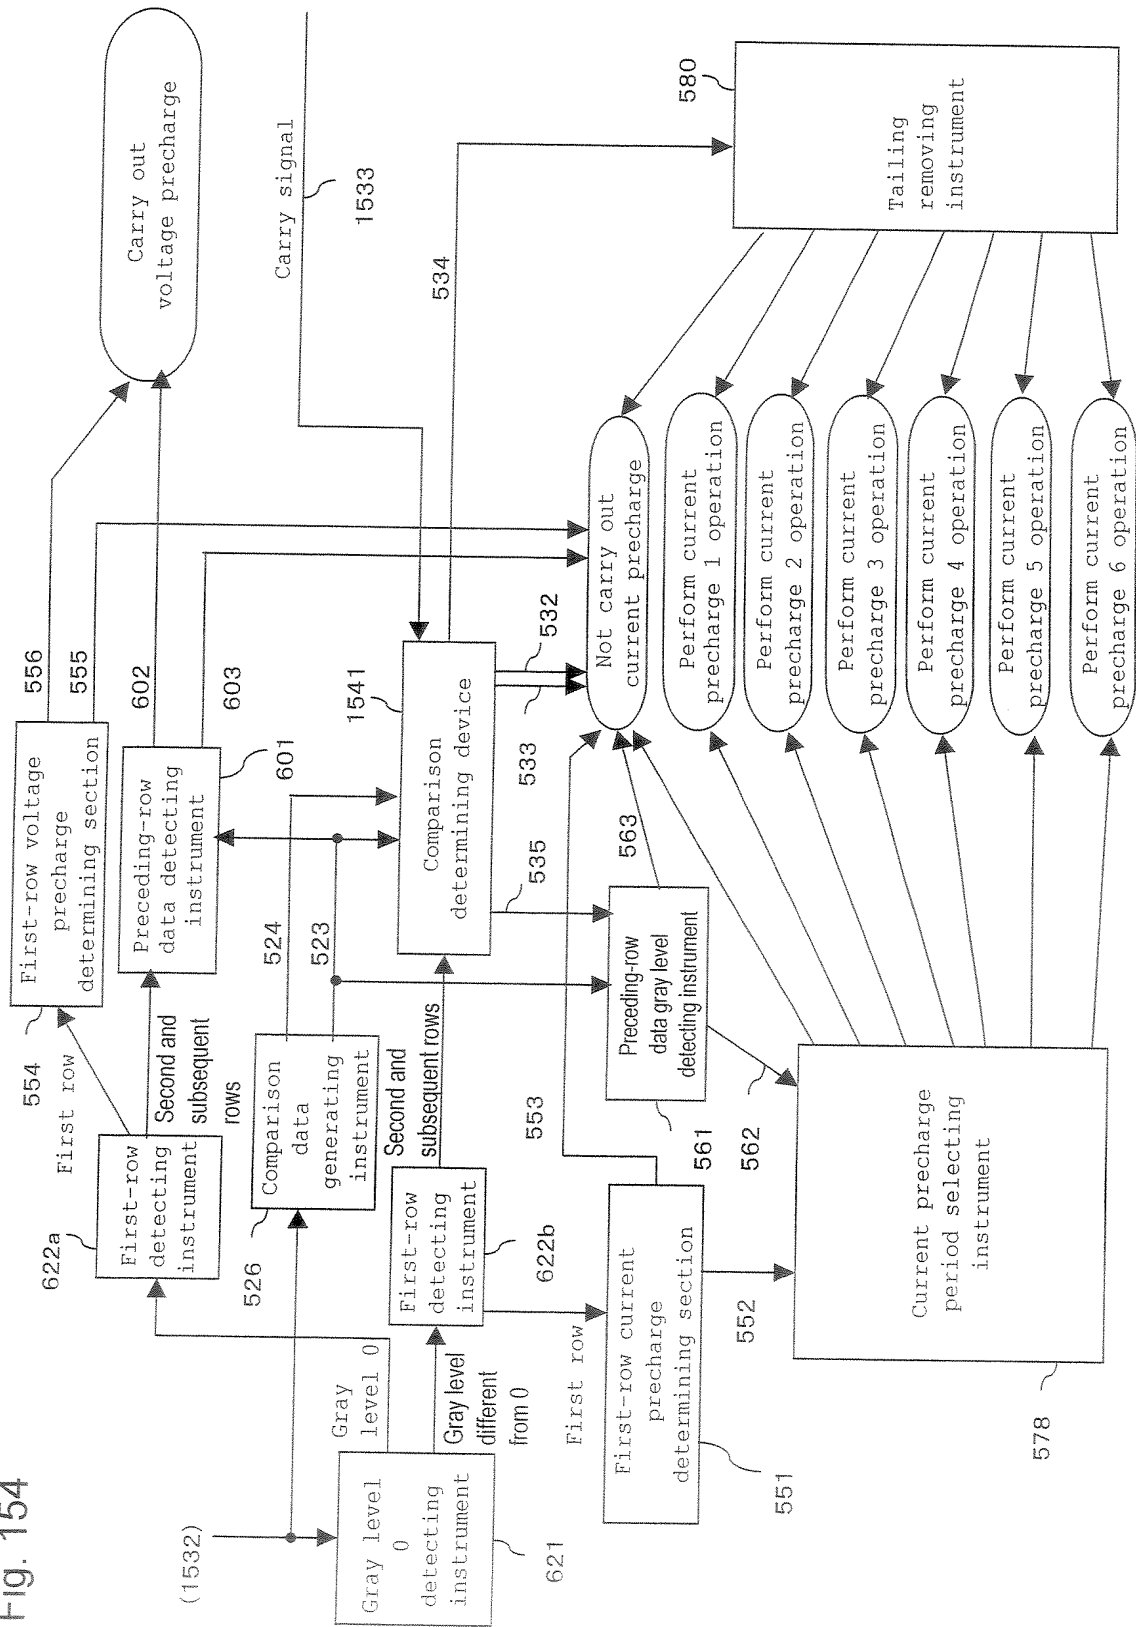 Fig. 154
(1532)
Gray level
0
detecting
instrument
621
Gray
level 0
Gray level
different
from 0
First-row
detecting
instrument
622a
First row
Second and
subsequent
rows
First-row voltage
precharge
determining section
554
556
555
Preceding-row
data detecting
instrument
601
602
603
Carry out
voltage precharge
Comparison
data
generating
instrument
526
524
523
First-row
detecting
instrument
622b
Second and
subsequent rows
First row
Comparison
determining device
1541
Carry signal
1533
534
532
533
535
First-row current
precharge
determining section
551
552
553
Preceding-row
data gray level
detecting instrument
561
562
563
Current precharge
period selecting
instrument
578
Not carry out
current precharge
Perform current
precharge 1 operation
Perform current
precharge 2 operation
Perform current
precharge 3 operation
Perform current
precharge 4 operation
Perform current
precharge 5 operation
Perform current
precharge 6 operation
Tailing
removing
instrument
580